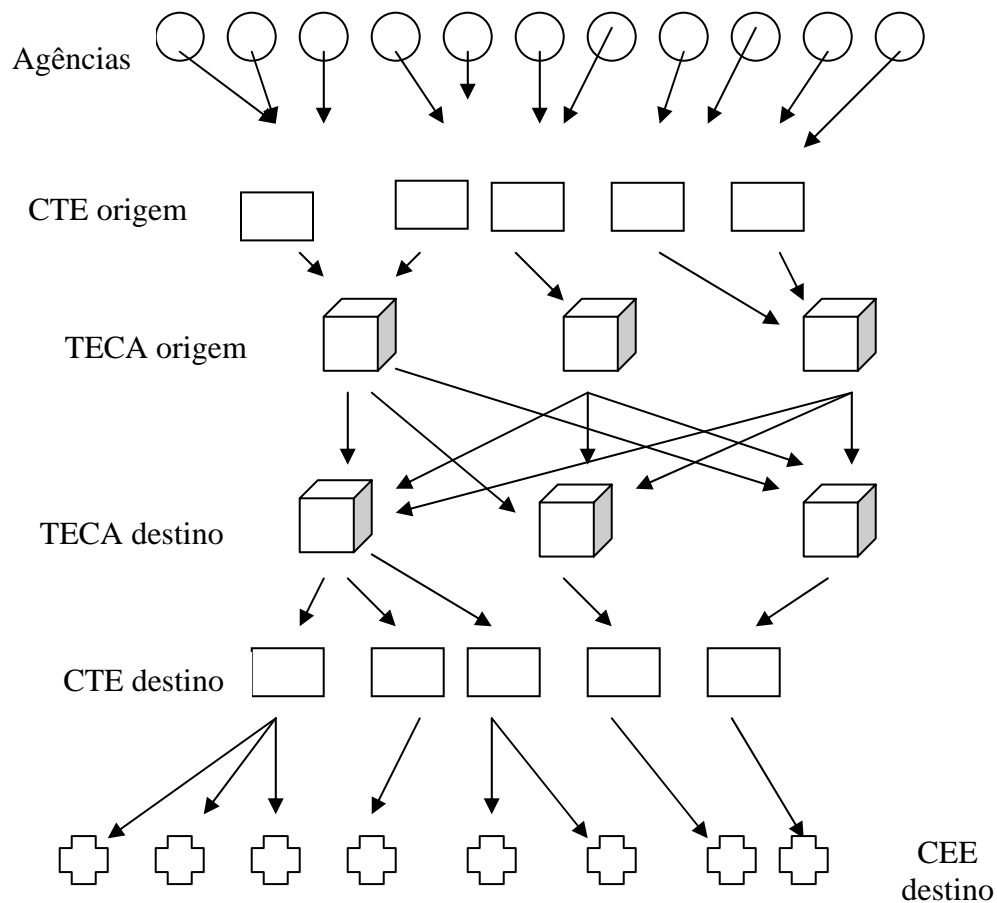 Agências
CTE origem
TECA origem
TECA destino
CTE destino
CEE
destino